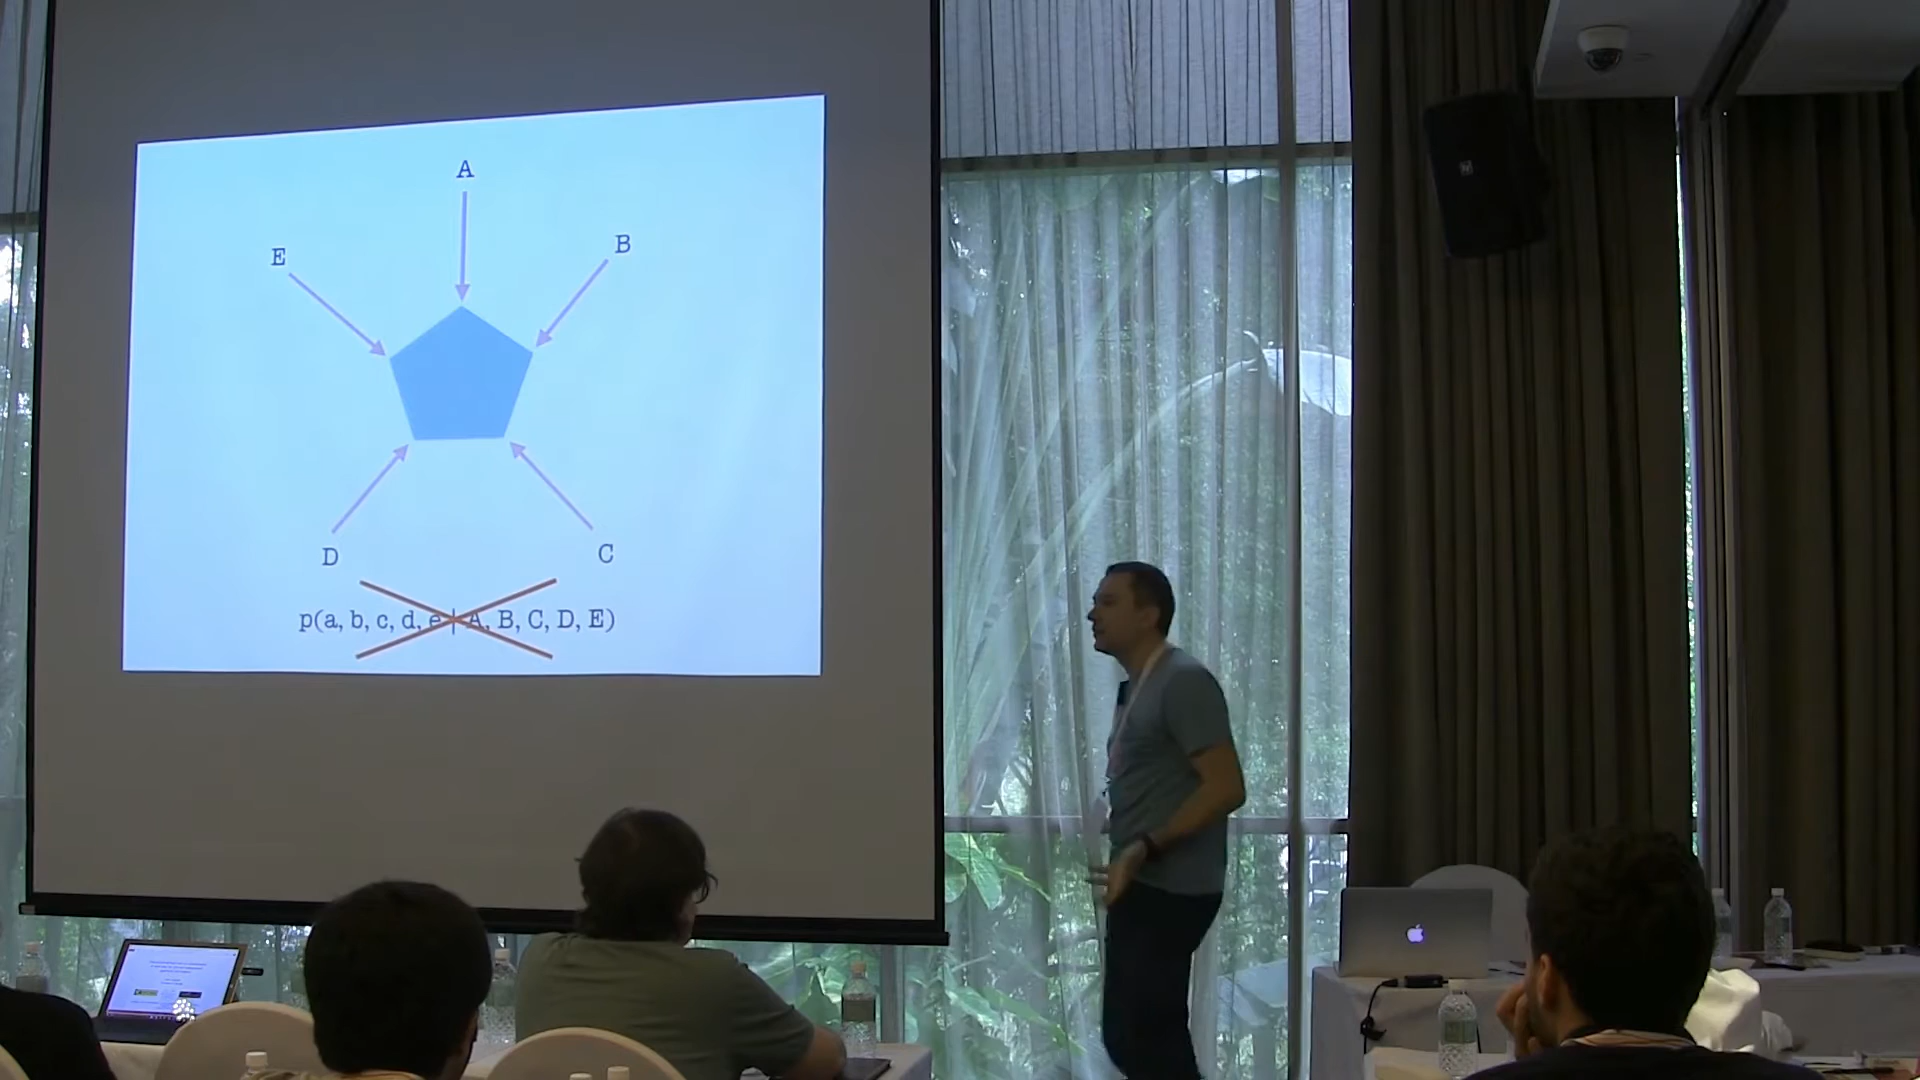 A
E
B
D
C
p(a, b, c, d, e | A, B, C, D, E)